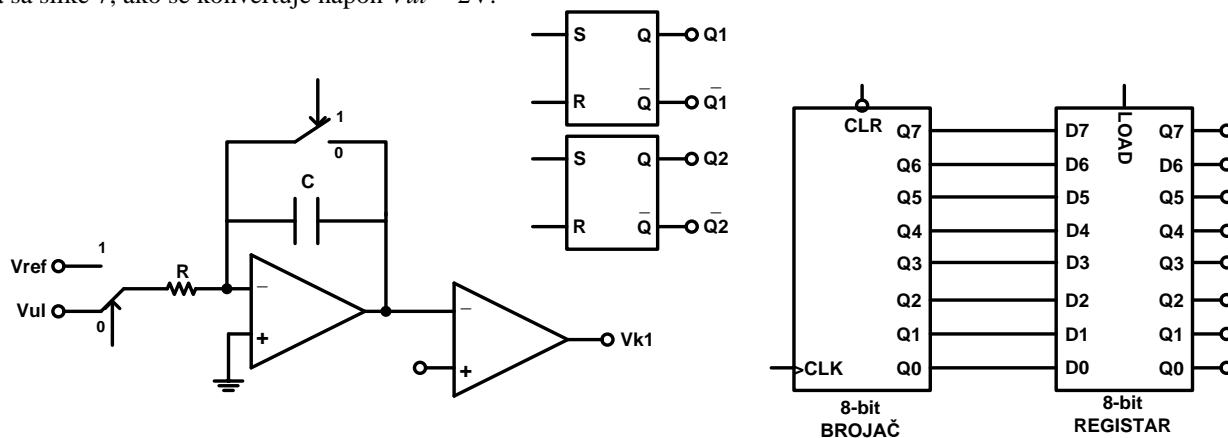 sa slike 7, ako se konvertuje napon Vul = 2V.
S Q Q1
R Q̅ Q̅1
S Q Q2
R Q̅ Q̅2
1
0
C
Vref
1
R
Vul
0
−
+
−
+
Vk1
CLR
Q7
Q6
Q5
Q4
Q3
Q2
Q1
>CLK Q0
8-bit
BROJAČ
LOAD
D7 Q7
D6 D6
D5 Q5
D4 Q4
D3 Q3
D2 Q2
D1 Q1
D0 Q0
8-bit
REGISTAR